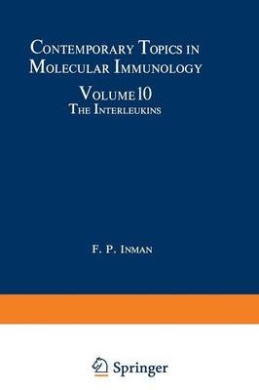 CONTEMPORARY TOPICS IN
MOLECULAR IMMUNOLOGY
VOLUME 10
THE INTERLEUKINS
F. P. INMAN
Springer